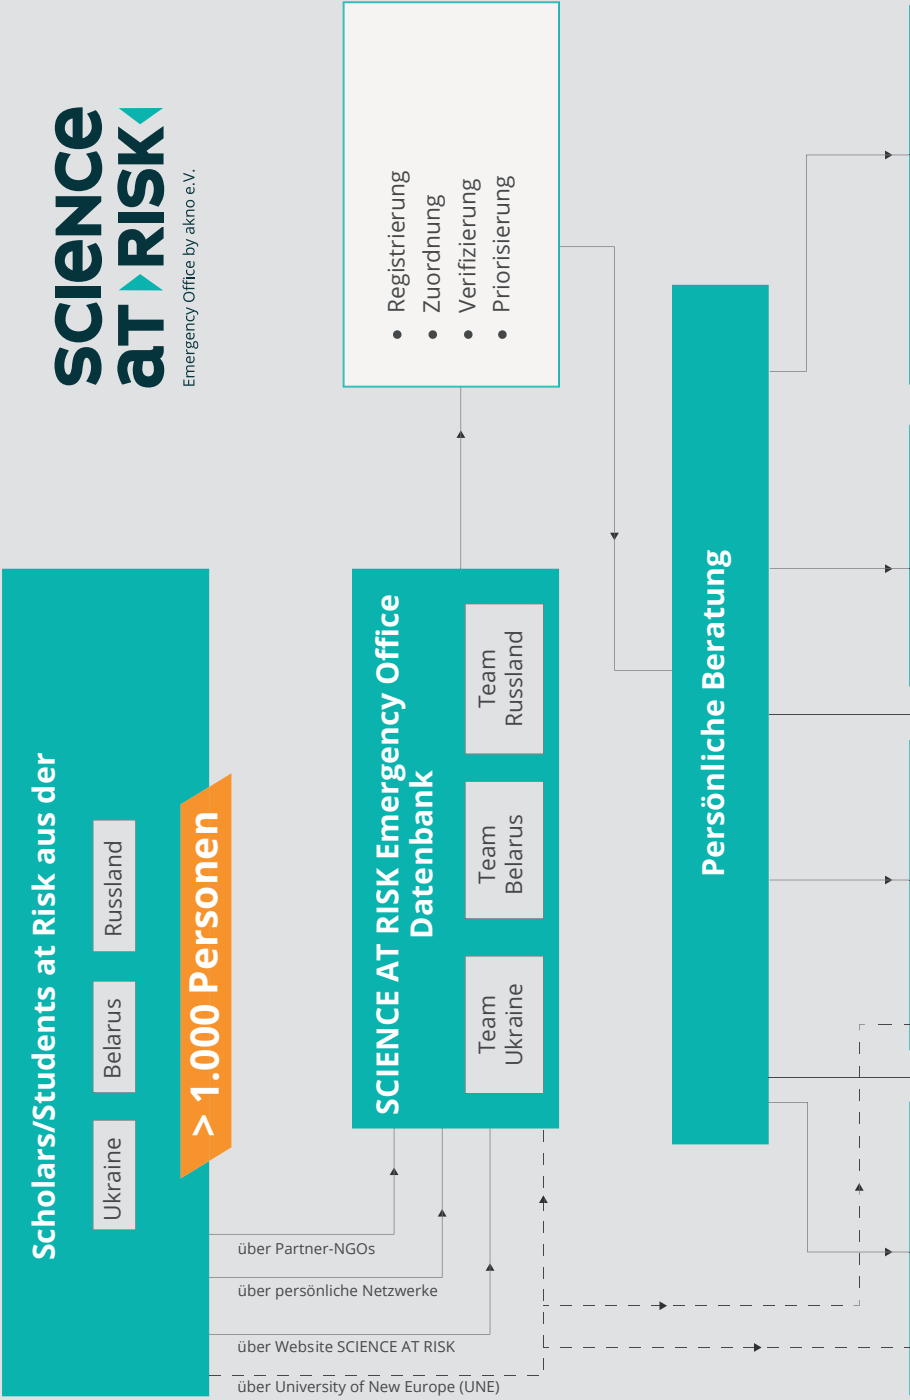 SCIENCE
AT RISK
Emergency Office by akno e.V.
Scholars/Students at Risk aus der
Ukraine
Belarus
Russland
> 1.000 Personen
über Partner-NGOs
über persönliche Netzwerke
über Website SCIENCE AT RISK
über University of New Europe (UNE)
SCIENCE AT RISK Emergency Office
Datenbank
Team
Ukraine
Team
Belarus
Team
Russland
• Registrierung
• Zuordnung
• Verifizierung
• Priorisierung
Persönliche Beratung